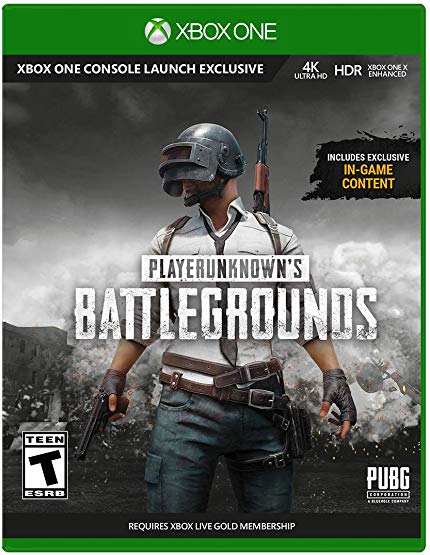 XBOX ONE
XBOX ONE CONSOLE LAUNCH EXCLUSIVE
4K
ULTRA HD
HDR
XBOX ONE X
ENHANCED
INCLUDES EXCLUSIVE
IN-GAME
CONTENT
PLAYERUNKNOWN'S
BATTLEGROUNDS
TEEN
T
ESRB
PUBG
CORPORATION
A BLUEHOLE COMPANY
REQUIRES XBOX LIVE GOLD MEMBERSHIP